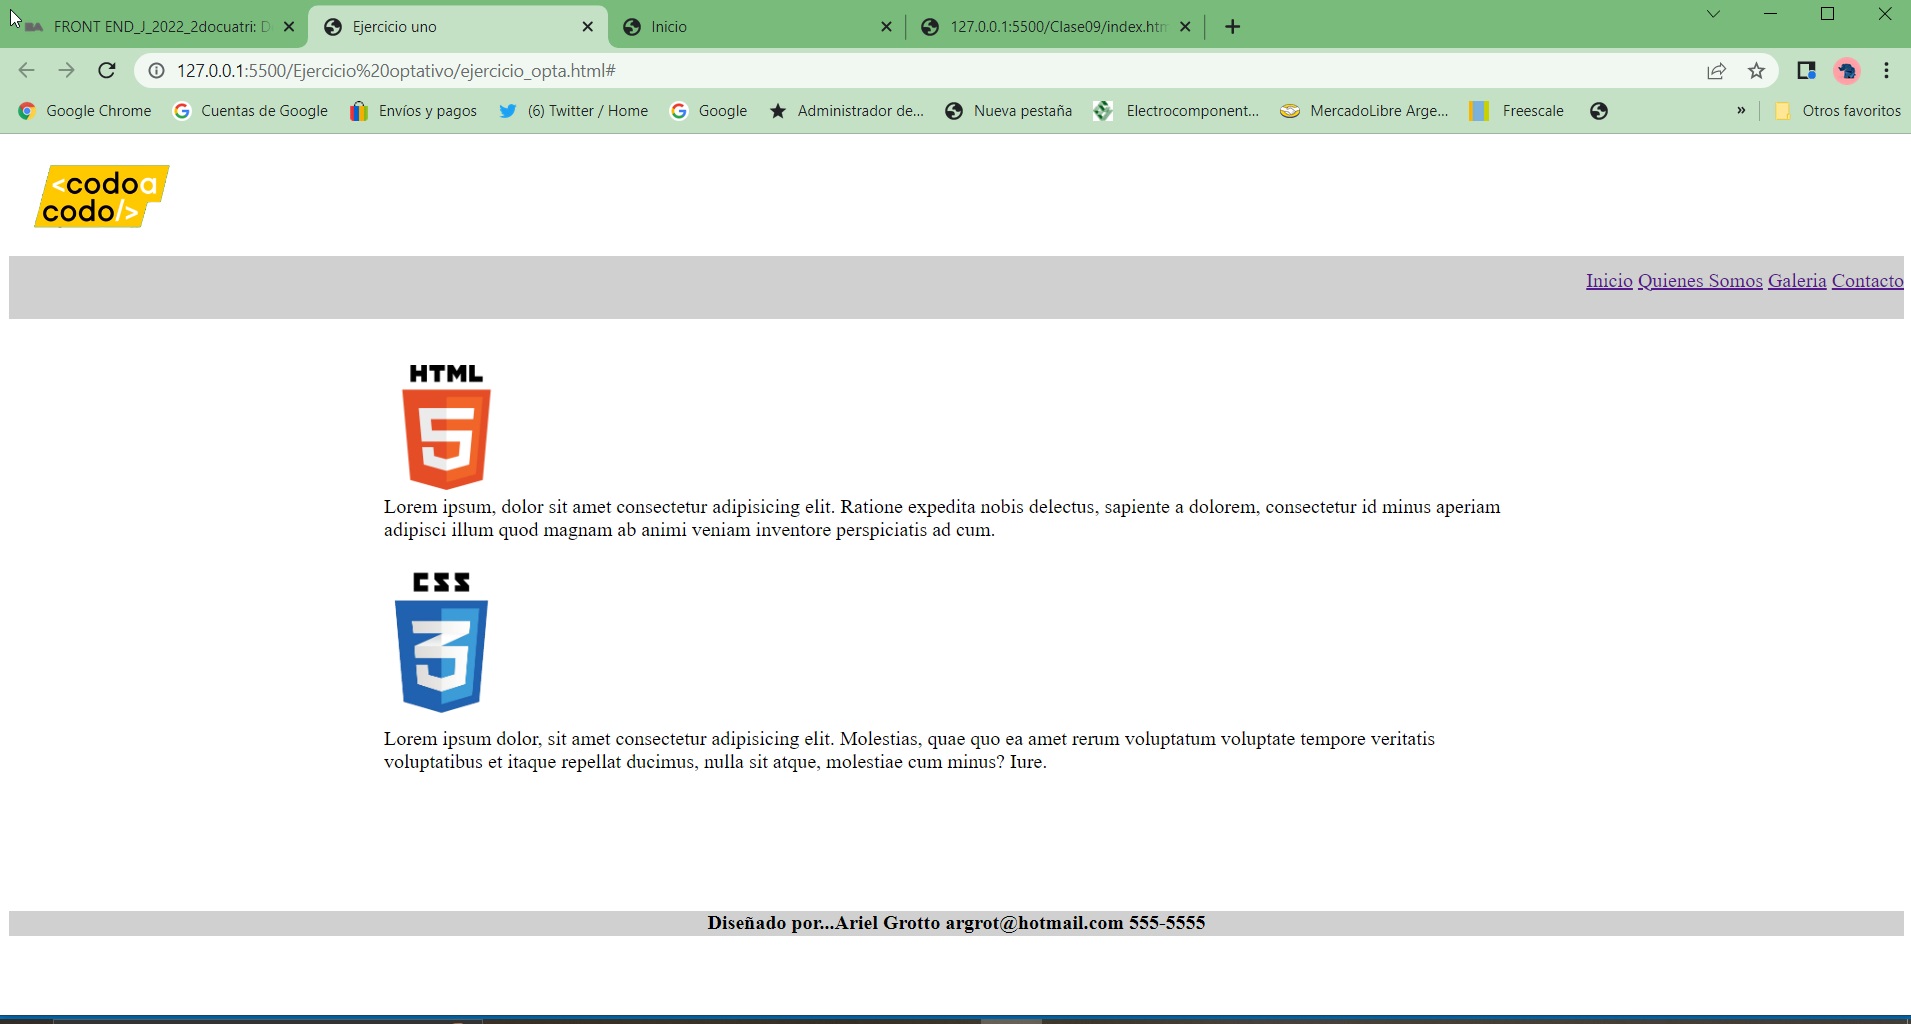 FRONT END_J_2022_2docuatri: D
Ejercicio uno
Inicio
127.0.0.1:5500/Clase09/index.htm
127.0.0.1:5500/Ejercicio%20optativo/ejercicio_opta.html#
Google Chrome
Cuentas de Google
Envíos y pagos
(6) Twitter / Home
Google
Administrador de...
Nueva pestaña
Electrocomponent...
MercadoLibre Arge...
Freescale
»
Otros favoritos
<codoa
codo/>
Inicio Quienes Somos Galeria Contacto
HTML
5
Lorem ipsum, dolor sit amet consectetur adipisicing elit. Ratione expedita nobis delectus, sapiente a dolorem, consectetur id minus aperiam
adipisci illum quod magnam ab animi veniam inventore perspiciatis ad cum.
CSS
3
Lorem ipsum dolor, sit amet consectetur adipisicing elit. Molestias, quae quo ea amet rerum voluptatum voluptate tempore veritatis
voluptatibus et itaque repellat ducimus, nulla sit atque, molestiae cum minus? Iure.
Diseñado por...Ariel Grotto argrot@hotmail.com 555-5555